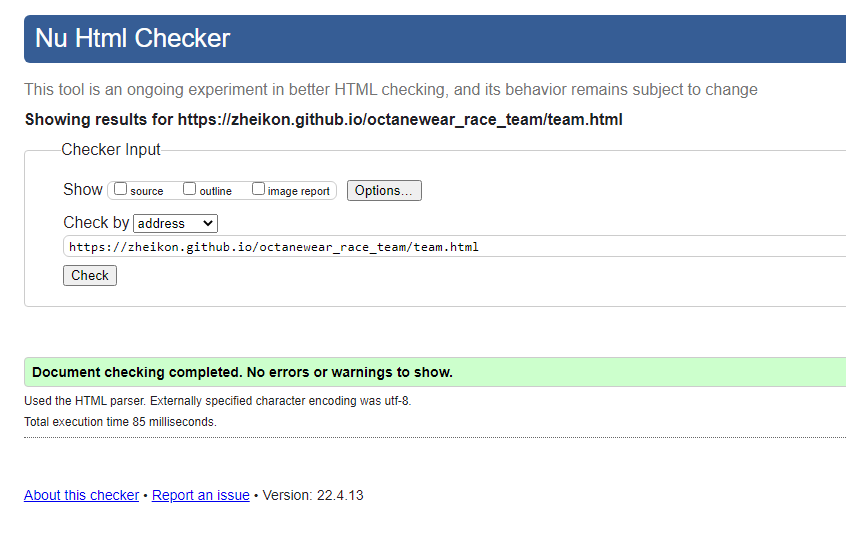 Nu Html Checker
This tool is an ongoing experiment in better HTML checking, and its behavior remains subject to change
Showing results for https://zheikon.github.io/octanewear_race_team/team.html
Checker Input
Show source outline image report Options...
Check by address
https://zheikon.github.io/octanewear_race_team/team.html
Check
Document checking completed. No errors or warnings to show.
Used the HTML parser. Externally specified character encoding was utf-8.
Total execution time 85 milliseconds.
About this checker • Report an issue • Version: 22.4.13